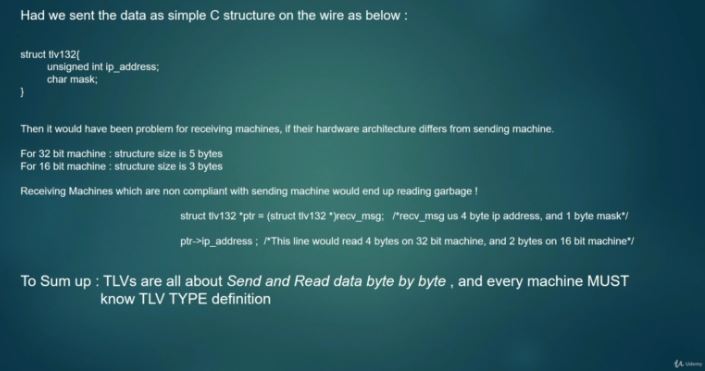 Had we sent the data as simple C structure on the wire as below :
struct tlv132{
unsigned int ip_address;
char mask;
}
Then it would have been problem for receiving machines, if their hardware architecture differs from sending machine.
For 32 bit machine : structure size is 5 bytes
For 16 bit machine : structure size is 3 bytes
Receiving Machines which are non compliant with sending machine would end up reading garbage !
struct tlv132 *ptr = (struct tlv132 *)recv_msg; /*recv_msg us 4 byte ip address, and 1 byte mask*/
ptr->ip_address ; /*This line would read 4 bytes on 32 bit machine, and 2 bytes on 16 bit machine*/
To Sum up : TLVs are all about Send and Read data byte by byte , and every machine MUST
know TLV TYPE definition
Udemy